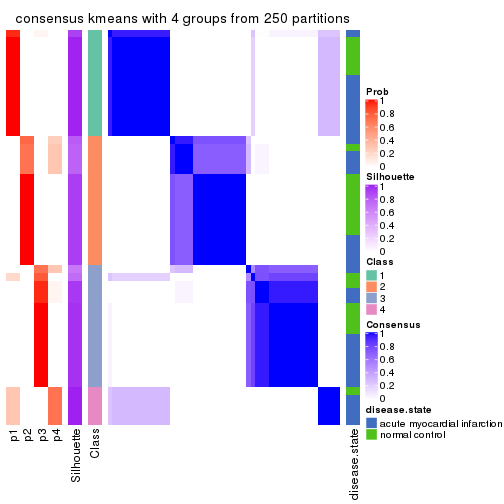 consensus kmeans with 4 groups from 250 partitions
Prob
1
0.8
0.6
0.4
0.2
0
Silhouette
1
0.8
0.6
0.4
0.2
0
Class
1
2
3
4
Consensus
1
0.8
0.6
0.4
0.2
0
disease.state
acute myocardial infarction
normal control
p1
p2
p3
p4
Silhouette
Class
disease.state